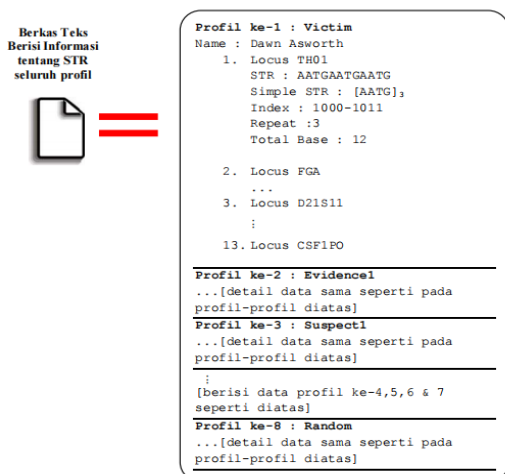 Berkas Teks
Berisi Informasi
tentang STR
seluruh profil
Profil ke-1 : Victim
Name : Dawn Asworth
1. Locus TH01
STR : AATGAATGAATG
Simple STR : [AATG]₃
Index : 1000-1011
Repeat :3
Total Base : 12
2. Locus FGA
...
3. Locus D21S11
⋮
13. Locus CSF1PO
Profil ke-2 : Evidence1
...[detail data sama seperti pada
profil-profil diatas]
Profil ke-3 : Suspect1
...[detail data sama seperti pada
profil-profil diatas]
⋮
[berisi data profil ke-4,5,6 & 7
seperti diatas]
Profil ke-8 : Random
...[detail data sama seperti pada
profil-profil diatas]